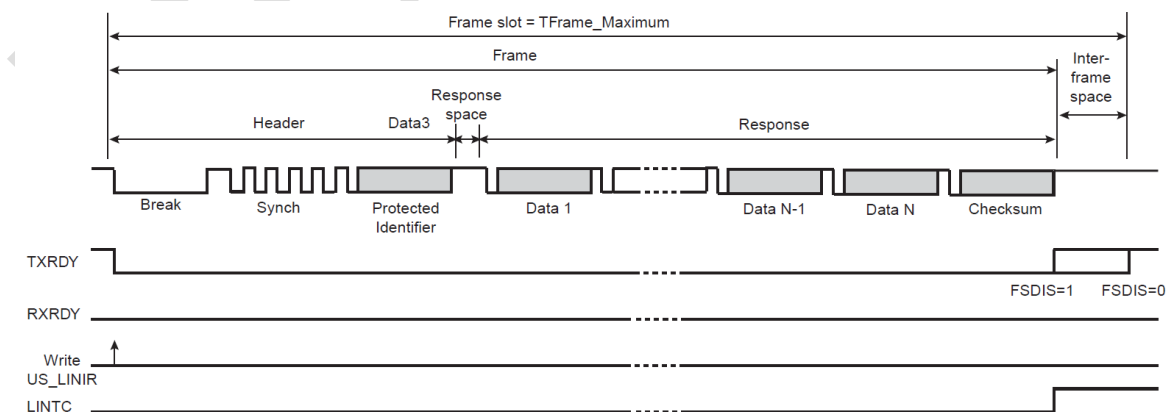 Frame slot = TFrame_Maximum
Frame
Inter-
frame
space
Response
space
Header
Data3
Response
Break
Synch
Protected
Identifier
Data 1
Data N-1
Data N
Checksum
TXRDY
FSDIS=1
FSDIS=0
RXRDY
Write
US_LINIR
LINTC